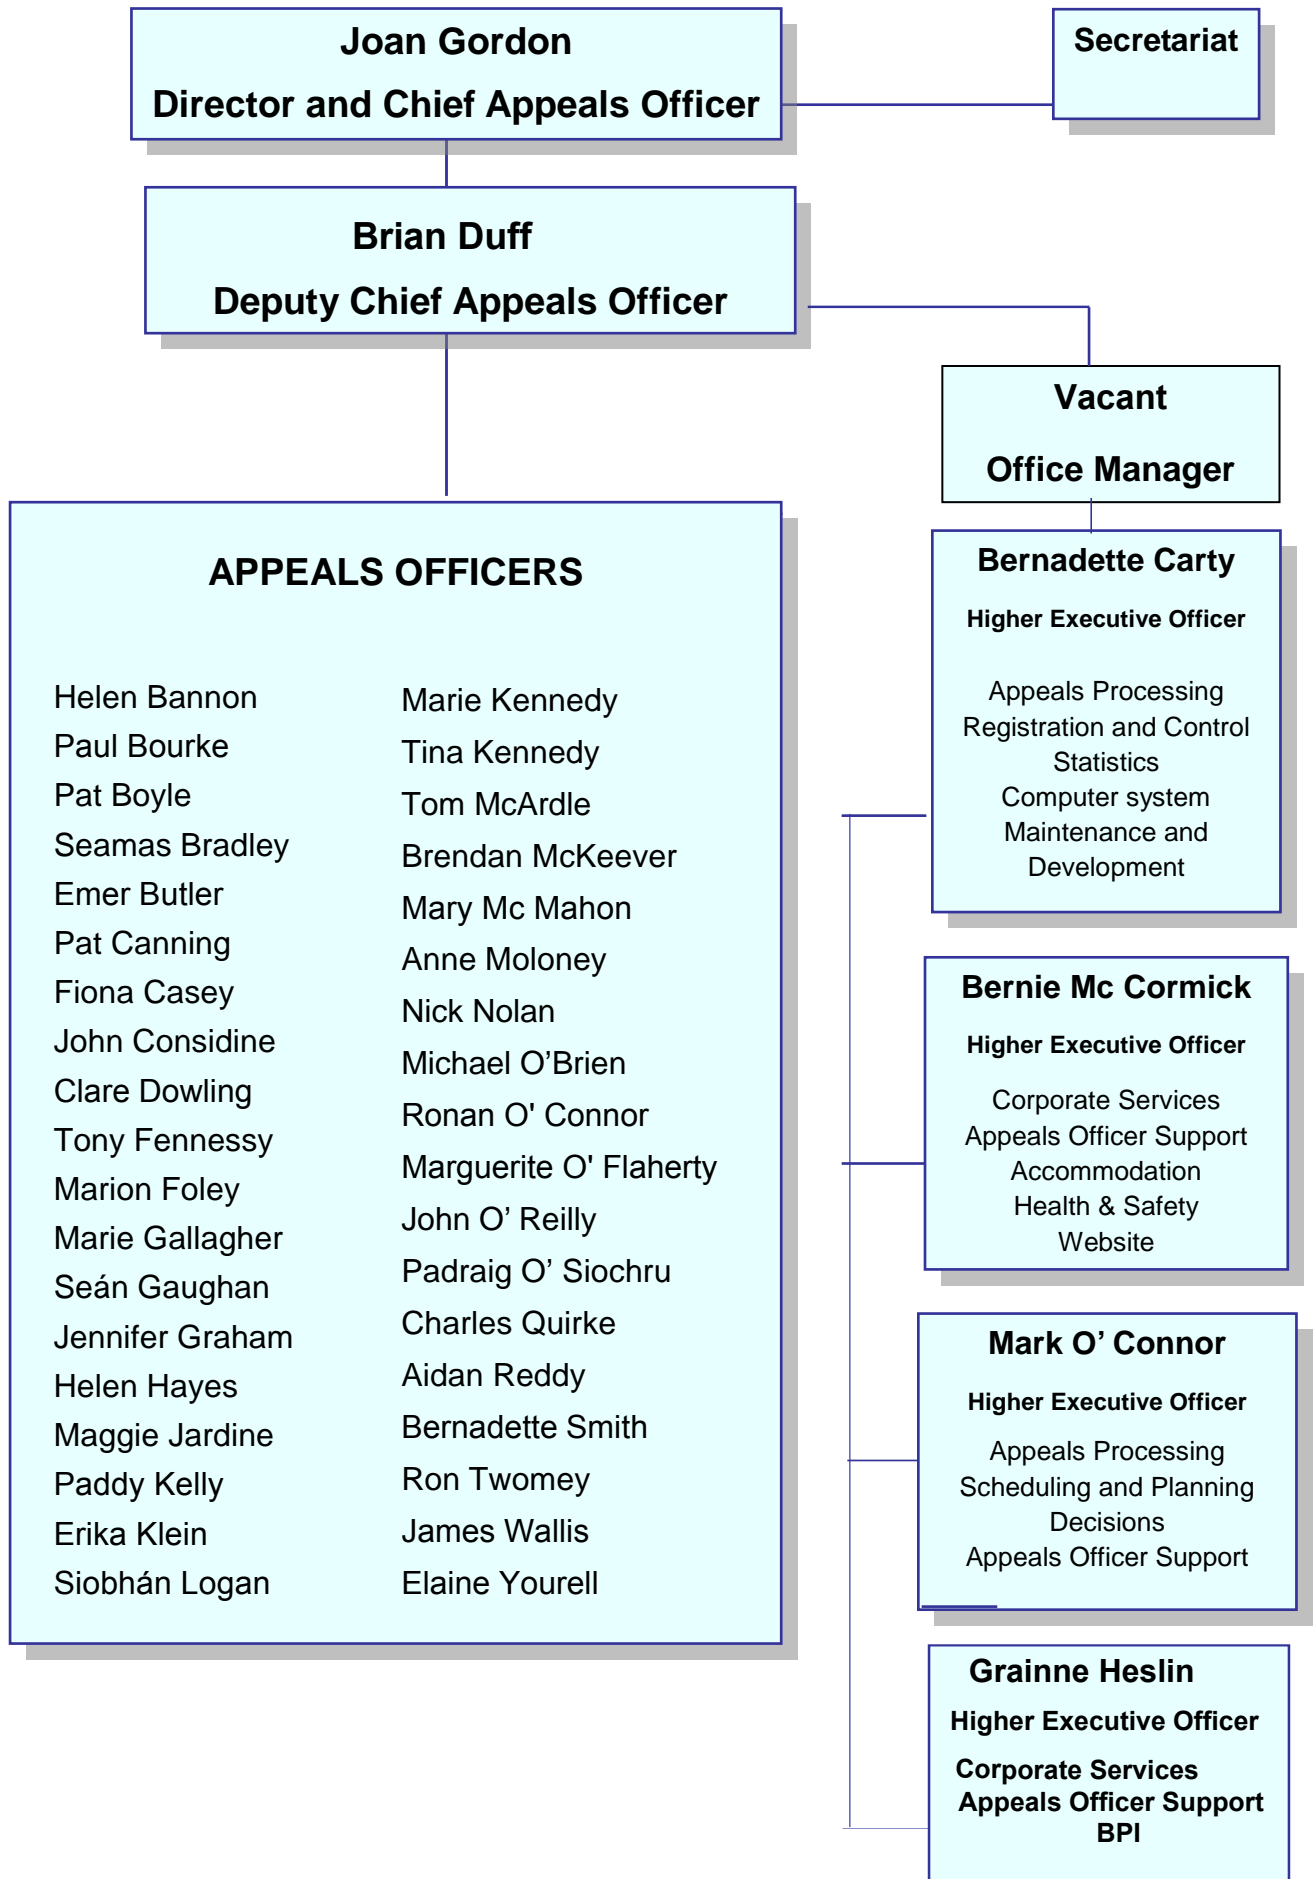 Joan Gordon
Director and Chief Appeals Officer
Secretariat
Brian Duff
Deputy Chief Appeals Officer
Vacant
Office Manager
APPEALS OFFICERS
Helen Bannon
Paul Bourke
Pat Boyle
Seamas Bradley
Emer Butler
Pat Canning
Fiona Casey
John Considine
Clare Dowling
Tony Fennessy
Marion Foley
Marie Gallagher
Seán Gaughan
Jennifer Graham
Helen Hayes
Maggie Jardine
Paddy Kelly
Erika Klein
Siobhán Logan
Marie Kennedy
Tina Kennedy
Tom McArdle
Brendan McKeever
Mary Mc Mahon
Anne Moloney
Nick Nolan
Michael O’Brien
Ronan O' Connor
Marguerite O' Flaherty
John O’ Reilly
Padraig O’ Siochru
Charles Quirke
Aidan Reddy
Bernadette Smith
Ron Twomey
James Wallis
Elaine Yourell
Bernadette Carty
Higher Executive Officer
Appeals Processing
Registration and Control
Statistics
Computer system
Maintenance and
Development
Bernie Mc Cormick
Higher Executive Officer
Corporate Services
Appeals Officer Support
Accommodation
Health & Safety
Website
Mark O’ Connor
Higher Executive Officer
Appeals Processing
Scheduling and Planning
Decisions
Appeals Officer Support
Grainne Heslin
Higher Executive Officer
Corporate Services
Appeals Officer Support
BPI